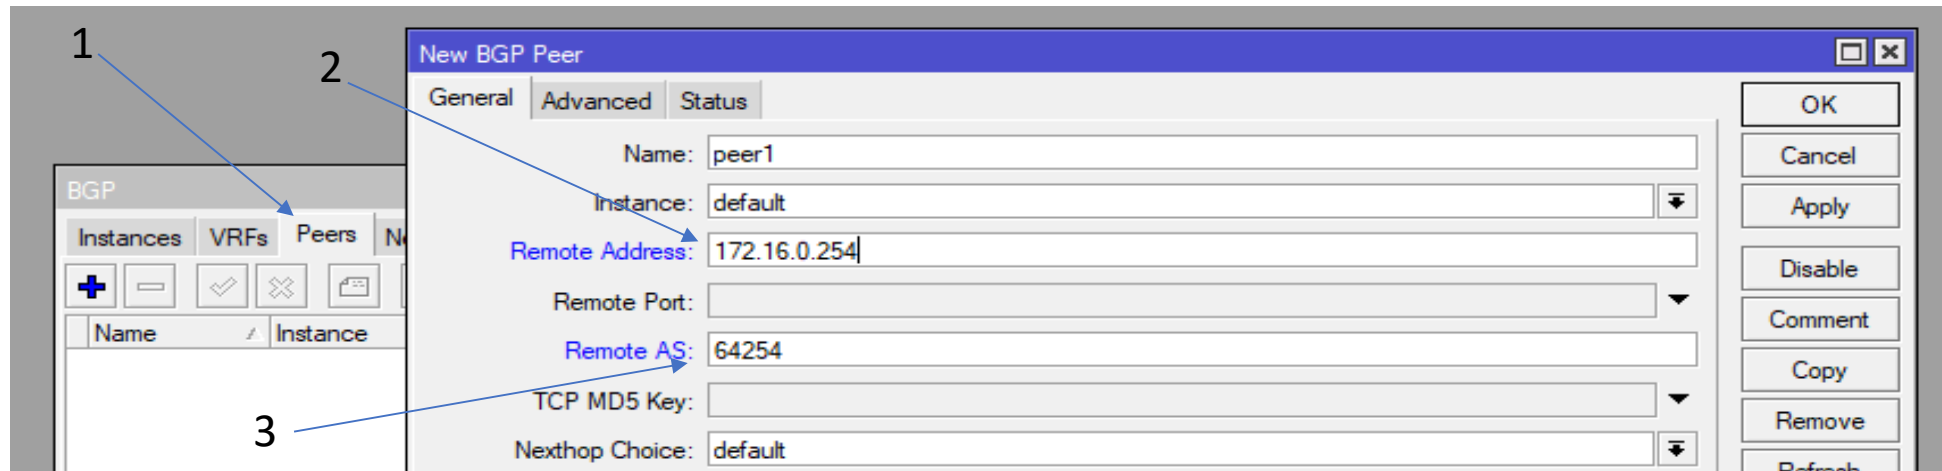 1
2
New BGP Peer
General Advanced Status
OK
Name: peer1
Cancel
BGP
Instance: default
Apply
Instances VRFs Peers
Remote Address: 172.16.0.254
Disable
Remote Port:
Name Instance
Comment
Remote AS: 64254
Copy
TCP MD5 Key:
3
Remove
Nexthop Choice: default
Refresh